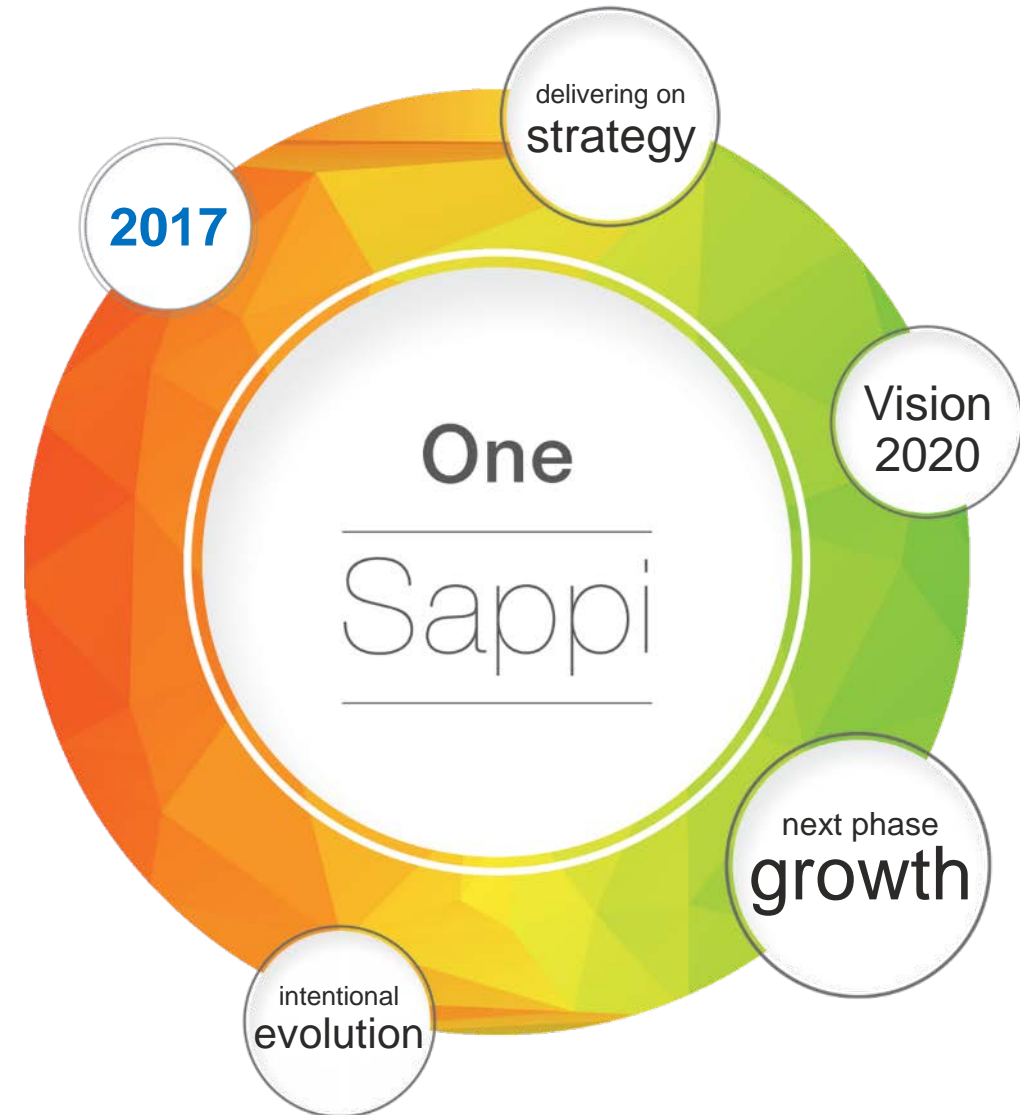 delivering on
strategy
2017
Vision
2020
One
Sappi
next phase
growth
intentional
evolution